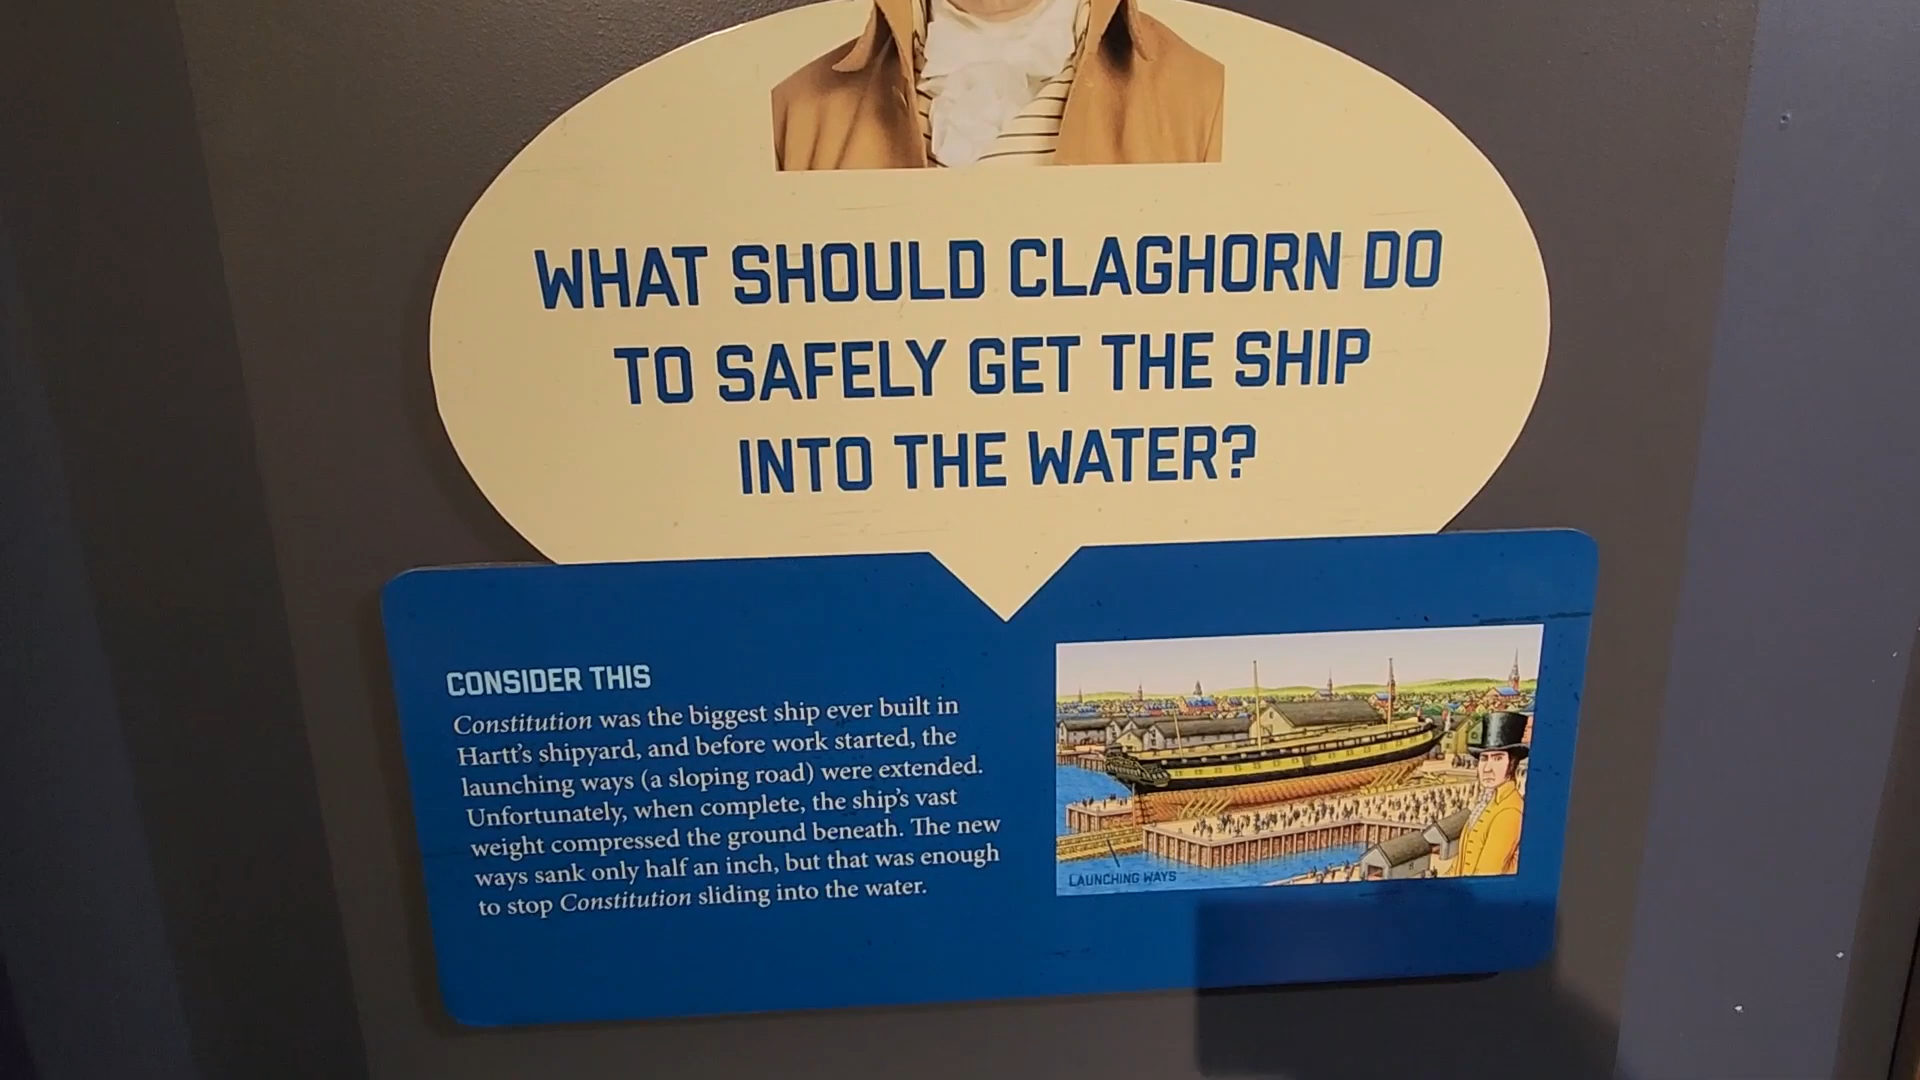 WHAT SHOULD CLAGHORN DO
TO SAFELY GET THE SHIP
INTO THE WATER?
CONSIDER THIS
Constitution was the biggest ship ever built in
Hartt's shipyard, and before work started, the
launching ways (a sloping road) were extended.
Unfortunately, when complete, the ship's vast
weight compressed the ground beneath. The new
ways sank only half an inch, but that was enough
to stop Constitution sliding into the water.
LAUNCHING WAYS